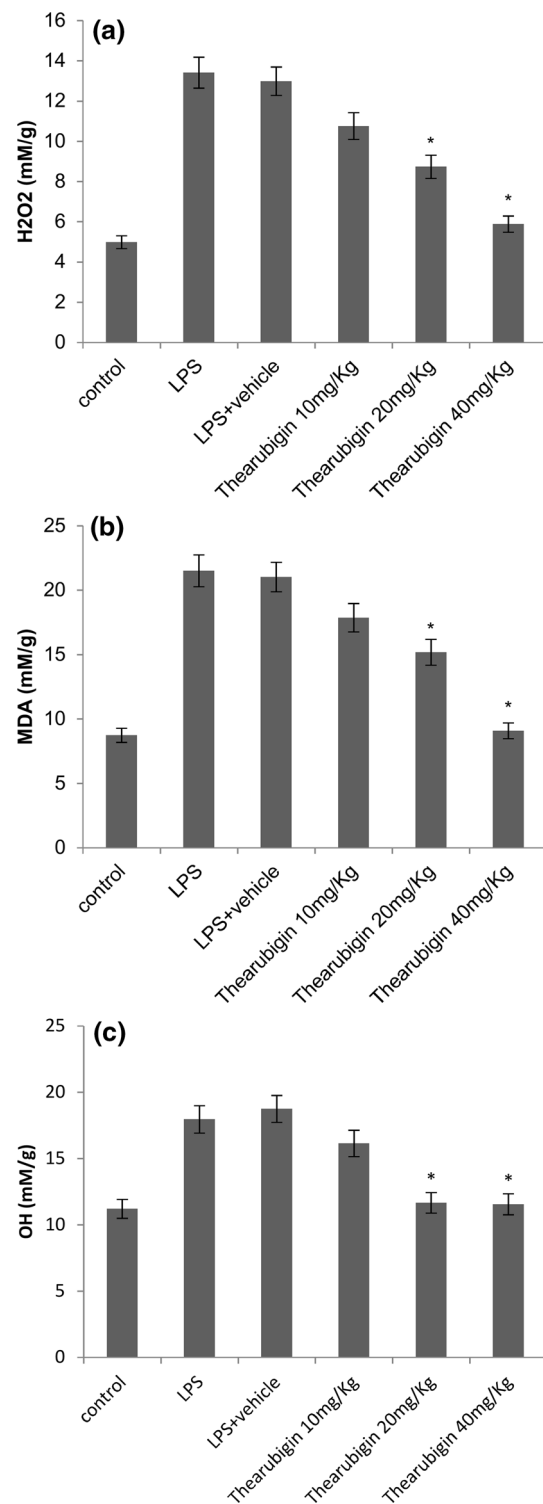 (a)
H2O2 (mM/g)
16
14
12
10
8
6
4
2
0
*
*
control
LPS
LPS+vehicle
Thearubigin 10mg/Kg
Thearubigin 20mg/Kg
Thearubigin 40mg/Kg
(b)
MDA (mM/g)
25
20
15
10
5
0
*
*
control
LPS
LPS+vehicle
Thearubigin 10mg/Kg
Thearubigin 20mg/Kg
Thearubigin 40mg/Kg
(c)
OH (mM/g)
25
20
15
10
5
0
*
*
control
LPS
LPS+vehicle
Thearubigin 10mg/Kg
Thearubigin 20mg/Kg
Thearubigin 40mg/Kg